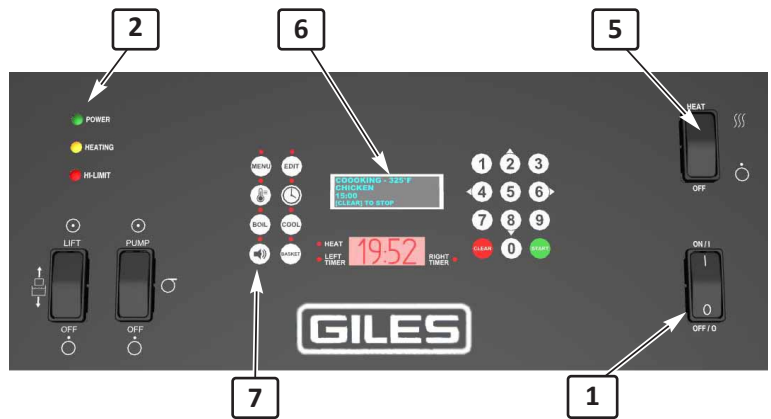 2
6
5
POWER
HEATING
HI-LIMIT
LIFT
OFF
PUMP
OFF
MENU
EDIT
BOIL
COOL
BASKET
COOOKING - 325°F
CHICKEN
15:00
[CLEAR] TO STOP
HEAT
LEFT
TIMER
19:52
RIGHT
TIMER
1 2 3
4 5 6
7 8 9
CLEAR 0 START
HEAT
OFF
ON / I
I
O
OFF / O
GILES
7
1